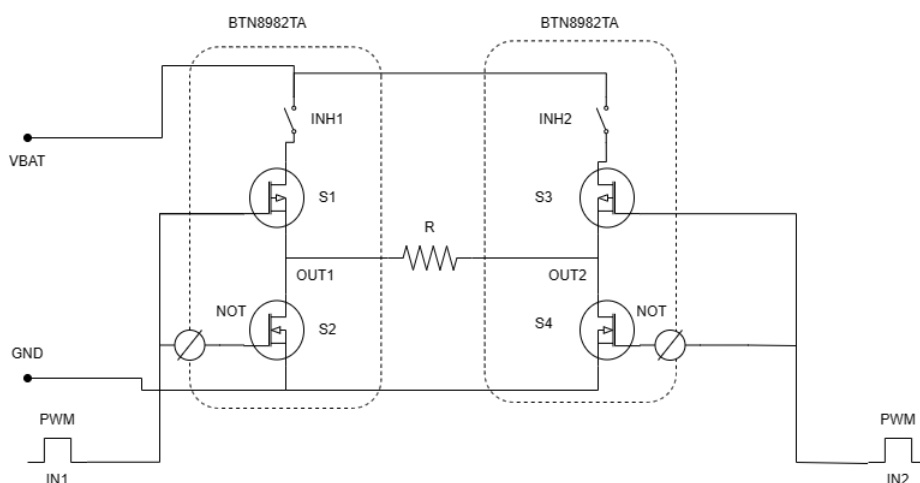 BTN8982TA
BTN8982TA
INH1
INH2
VBAT
S1
S3
R
OUT1
OUT2
NOT
S2
S4
NOT
GND
PWM
PWM
IN1
IN2